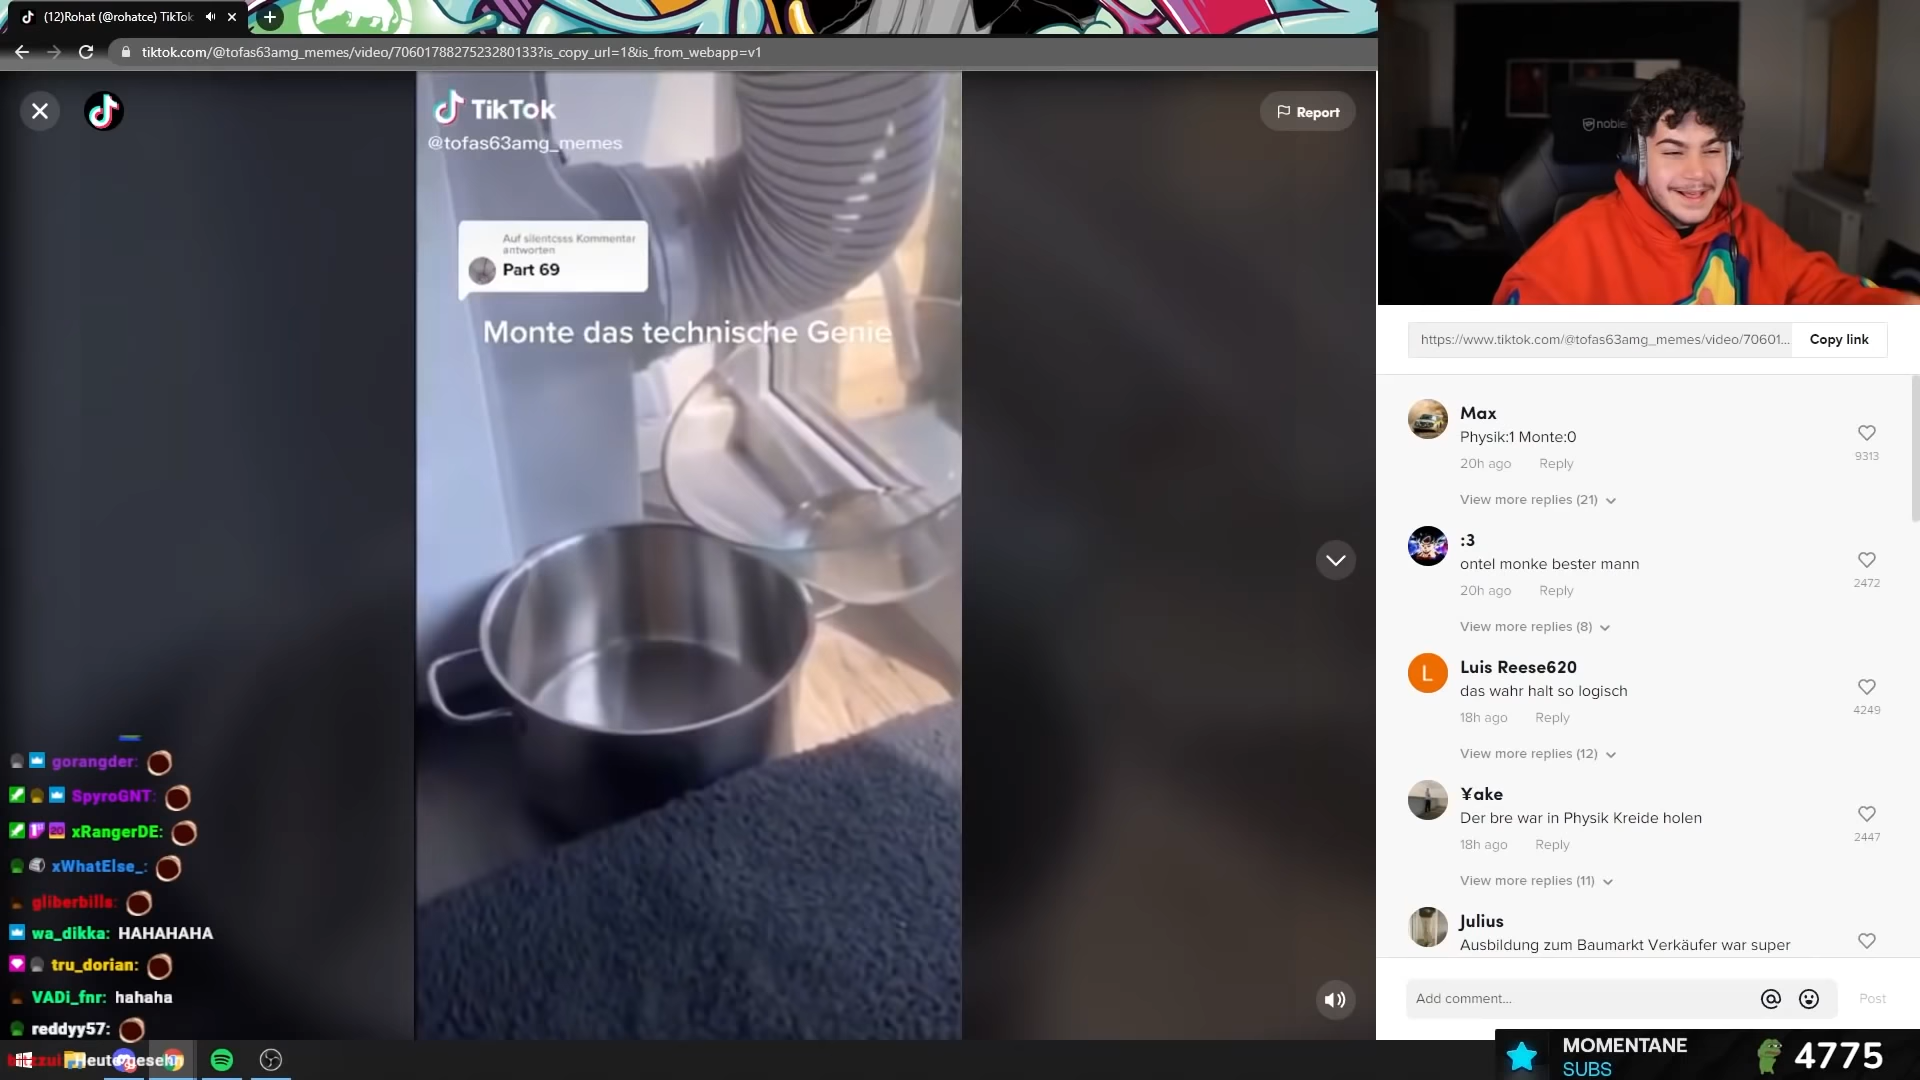 (12)Rohat (@rohatce) TikTok
tiktok.com/@tofas63amg_memes/video/7060178827523280133?is_copy_url=1&is_from_webapp=v1
TikTok
@tofas63amg_memes
Report
Auf silentcsss Kommentar
antworten
Part 69
Monte das technische Genie
noble
https://www.tiktok.com/@tofas63amg_memes/video/70601...
Copy link
Max
Physik:1 Monte:0
20h ago Reply
9313
View more replies (21)
:3
ontel monke bester mann
20h ago Reply
2472
View more replies (8)
L
Luis Reese620
das wahr halt so logisch
18h ago Reply
4249
View more replies (12)
¥ake
Der bre war in Physik Kreide holen
18h ago Reply
2447
View more replies (11)
Julius
Ausbildung zum Baumarkt Verkäufer war super
Add comment...
Post
gorangder:
SpyroGNT:
20 xRangerDE:
xWhatElse_:
gliberbills:
wa_dikka: HAHAHAHA
tru_dorian:
VADi_fnr: hahaha
reddyy57:
Heute gesehn
MOMENTANE
SUBS
4775